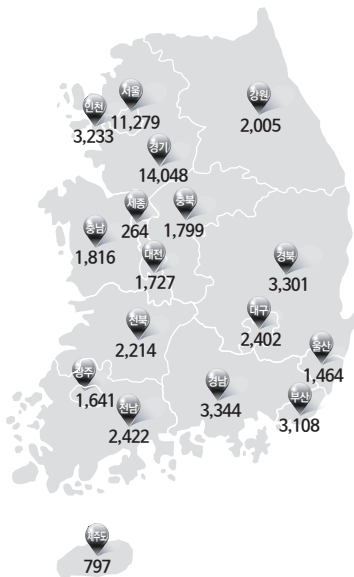 서울
11,279
인천
3,233
강원
2,005
경기
14,048
세종
264
충북
1,799
충남
1,816
대전
1,727
경북
3,301
전북
2,214
대구
2,402
울산
1,464
광주
1,641
경남
3,344
부산
3,108
전남
2,422
제주도
797